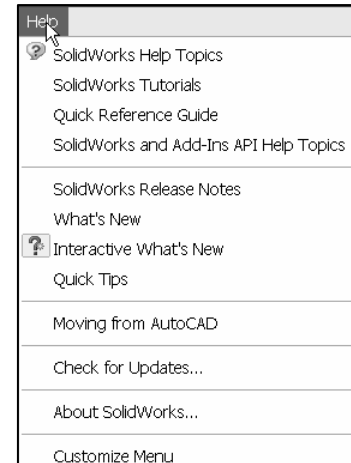 Help
SolidWorks Help Topics
SolidWorks Tutorials
Quick Reference Guide
SolidWorks and Add-Ins API Help Topics
SolidWorks Release Notes
What's New
Interactive What's New
Quick Tips
Moving from AutoCAD
Check for Updates...
About SolidWorks...
Customize Menu